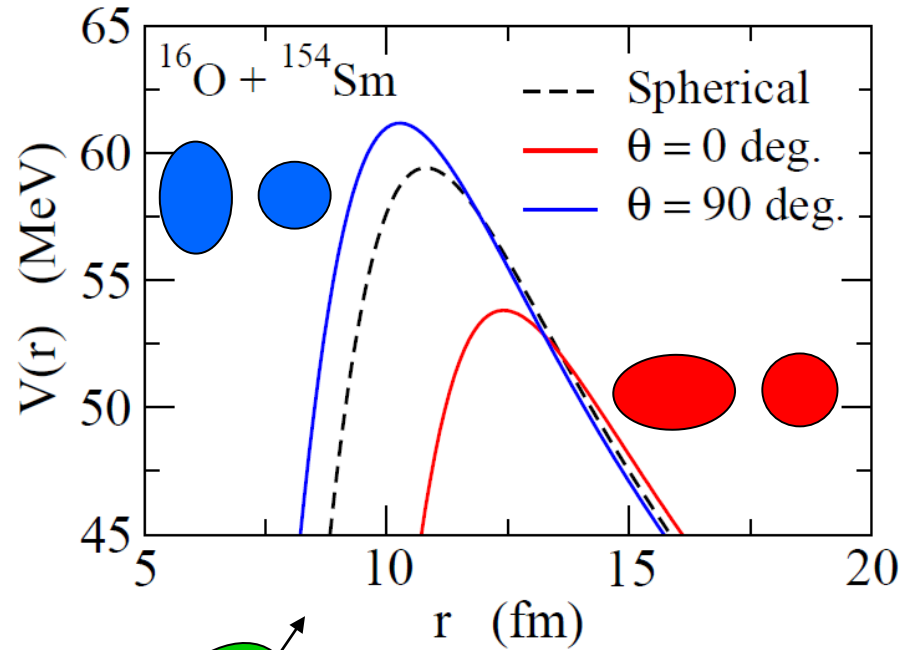 65
60
55
50
45
V(r) (MeV)
¹⁶O + ¹⁵⁴Sm
Spherical
θ = 0 deg.
θ = 90 deg.
5 10 15 20
r (fm)